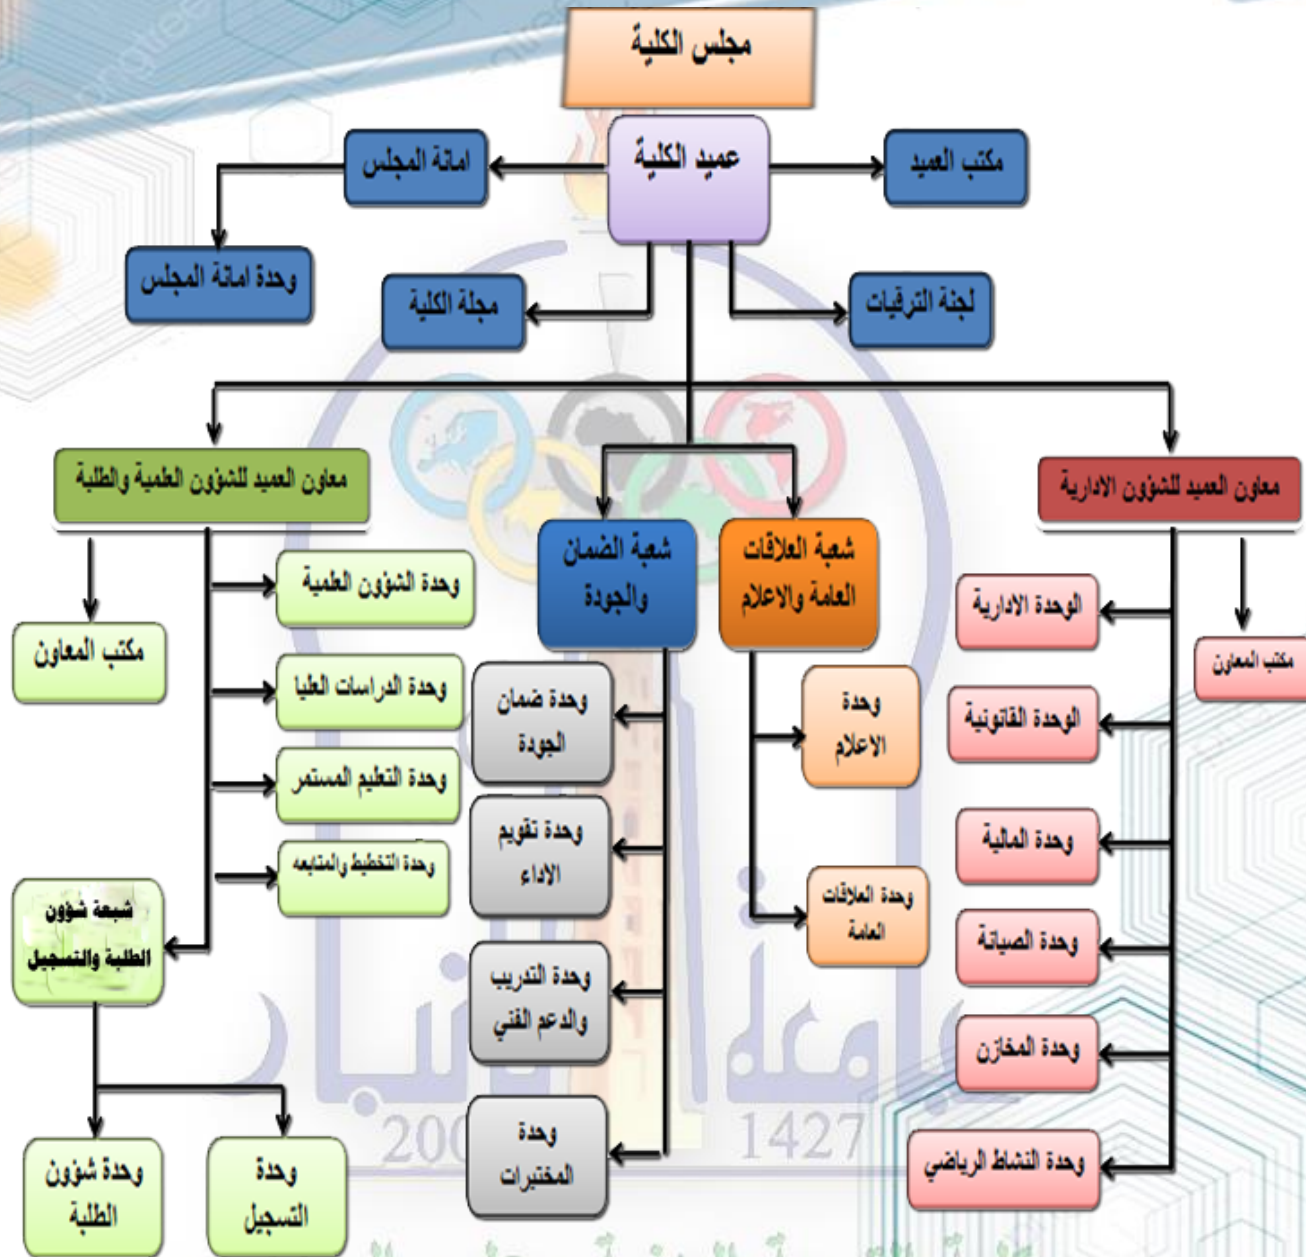 مجلس الكلية
عميد الكلية
مكتب العميد
امانة المجلس
وحدة امانة المجلس
لجنة الترقيات
مجلة الكلية
معاون العميد للشؤون الادارية
مكتب المعاون
الوحدة الادارية
الوحدة القانونية
وحدة المالية
وحدة الصيانة
وحدة المخازن
وحدة النشاط الرياضي
شعبة العلاقات
العامة والاعلام
وحدة
الاعلام
وحدة العلاقات
العامة
شعبة الضمان
والجودة
وحدة ضمان
الجودة
وحدة تقويم
الاداء
وحدة التدريب
والدعم الفني
وحدة
المختبرات
معاون العميد للشؤون العلمية والطلبة
مكتب المعاون
وحدة الشؤون العلمية
وحدة الدراسات العليا
وحدة التعليم المستمر
وحدة التخطيط والمتابعه
شبعة شؤون
الطلبة والتسجيل
وحدة
التسجيل
وحدة شؤون
الطلبة
جامعة الانبار
1427